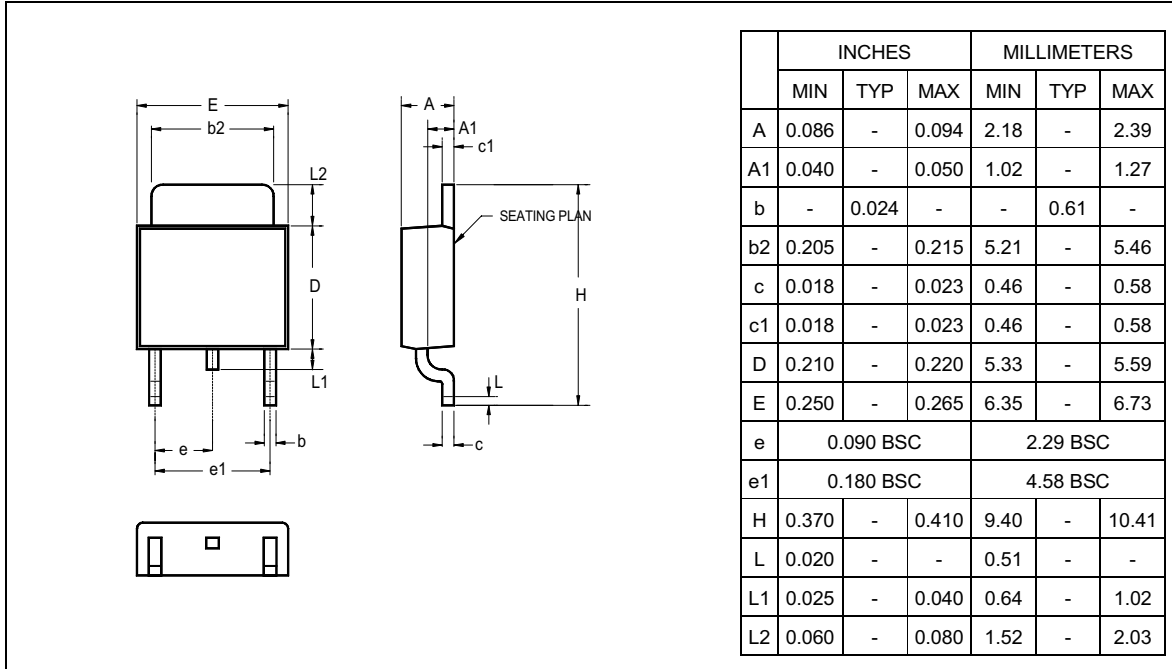 E
b2
L2
D
L1
e
b
e1
A
A1
c1
SEATING PLAN
H
L
c
INCHES MILLIMETERS
MIN TYP MAX MIN TYP MAX
A 0.086 - 0.094 2.18 - 2.39
A1 0.040 - 0.050 1.02 - 1.27
b - 0.024 - - 0.61 -
b2 0.205 - 0.215 5.21 - 5.46
c 0.018 - 0.023 0.46 - 0.58
c1 0.018 - 0.023 0.46 - 0.58
D 0.210 - 0.220 5.33 - 5.59
E 0.250 - 0.265 6.35 - 6.73
e 0.090 BSC 2.29 BSC
e1 0.180 BSC 4.58 BSC
H 0.370 - 0.410 9.40 - 10.41
L 0.020 - - 0.51 - -
L1 0.025 - 0.040 0.64 - 1.02
L2 0.060 - 0.080 1.52 - 2.03